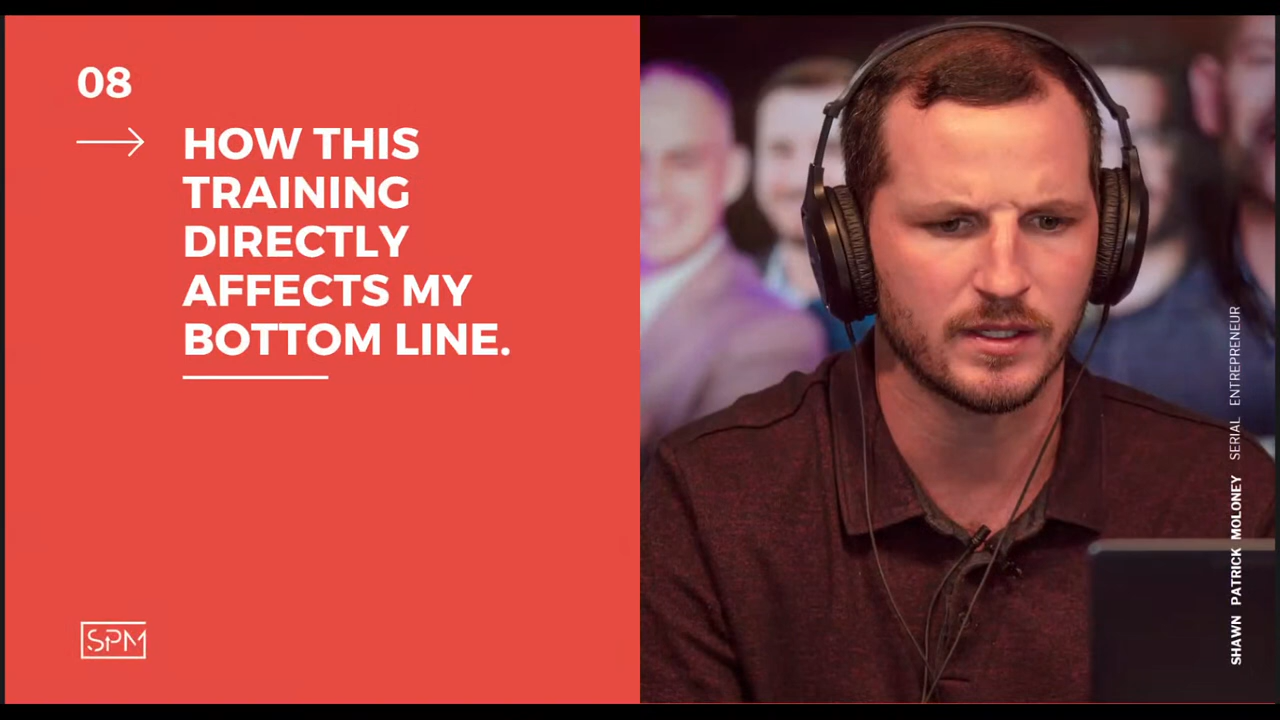 08
HOW THIS
TRAINING
DIRECTLY
AFFECTS MY
BOTTOM LINE.
SPM
SHAWN PATRICK MOLONEY SERIAL ENTREPRENEUR